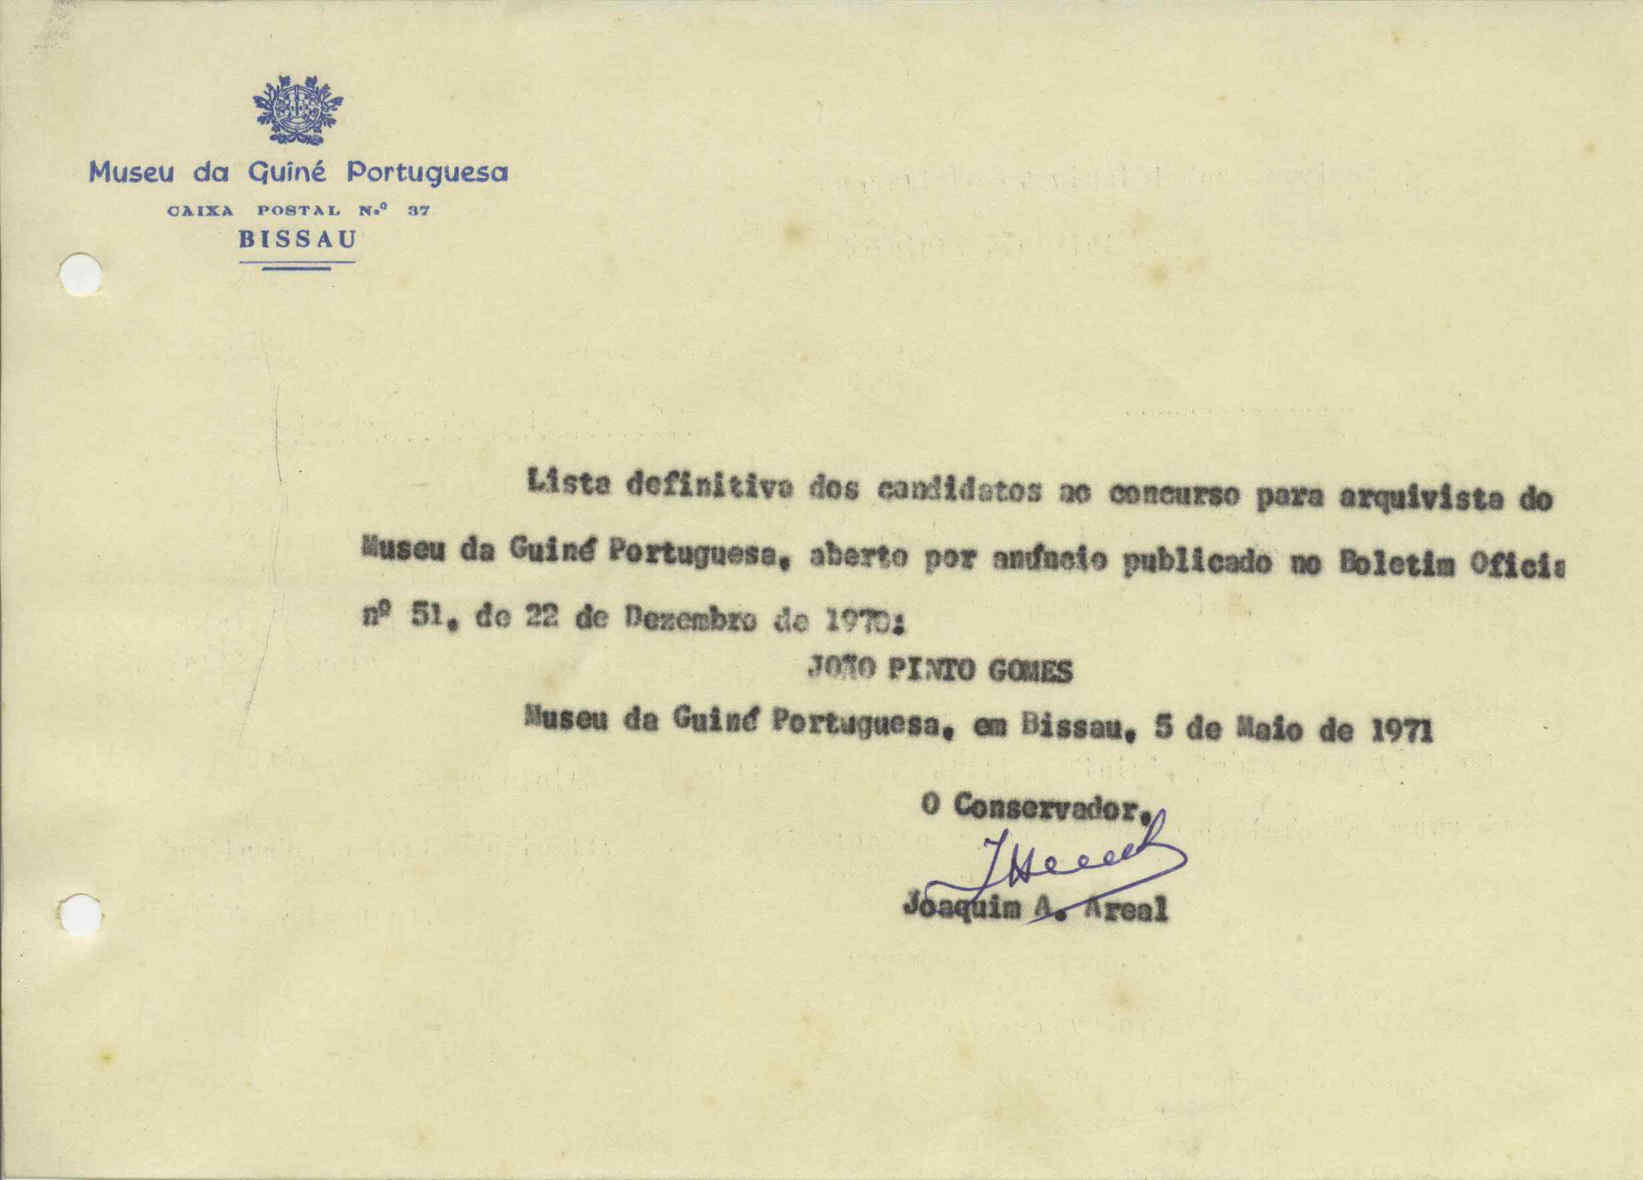 Museu da Guiné Portuguesa
CAIXA POSTAL N.º 37
BISSAU
Lista definitiva dos candidatos ao concurso para arquivista do
Museu da Guiné Portuguesa, aberto por anúncio publicado no Boletim Oficia
nº 51, de 22 de Dezembro de 1970:
JOÃO PINTO GOMES
Museu da Guiné Portuguesa, em Bissau, 5 de Maio de 1971
O Conservador,
Joaquim A. Areal